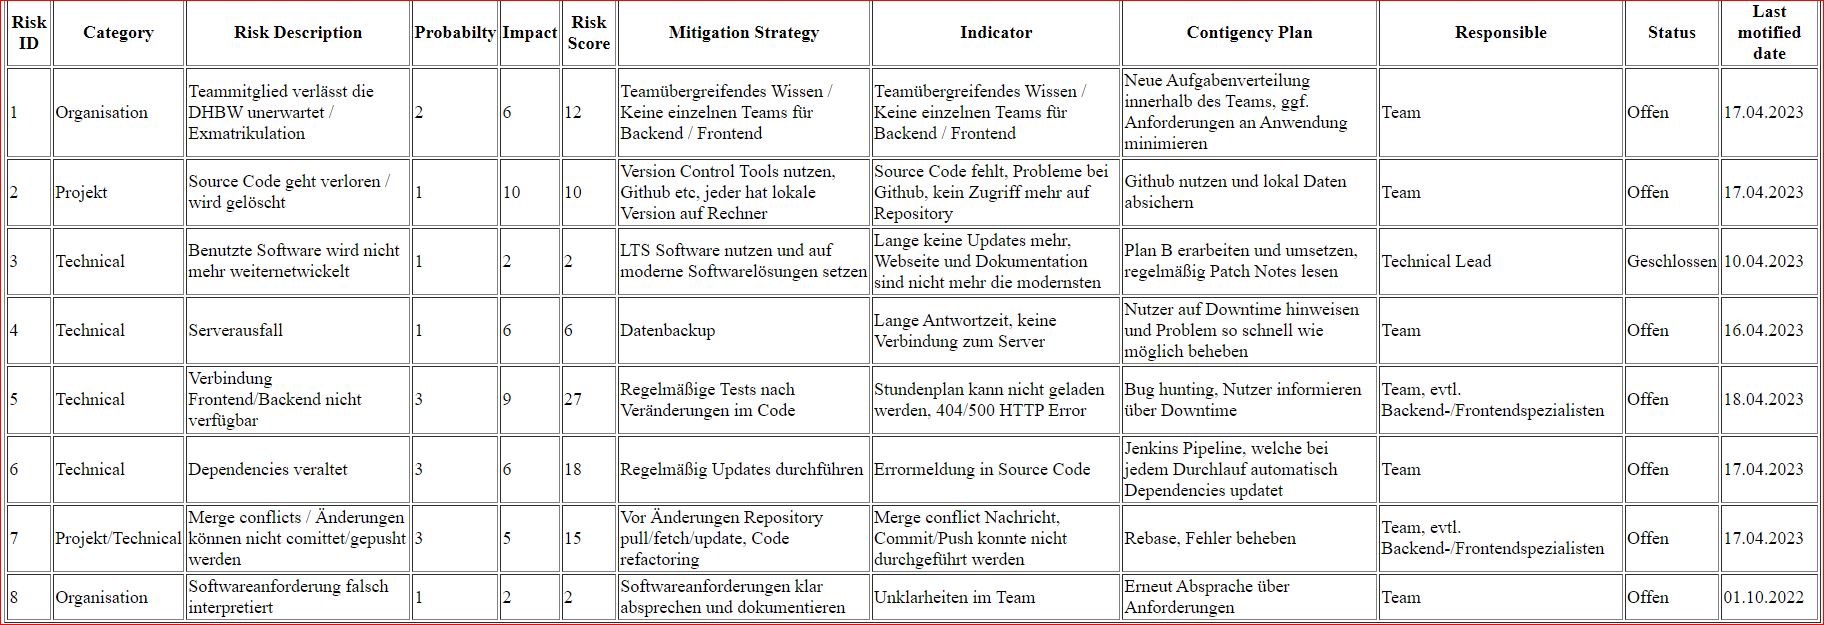 Risk ID Category Risk Description Probabilty Impact Risk Score Mitigation Strategy Indicator Contigency Plan Responsible Status Last motified date
1 Organisation Teammitglied verlässt die DHBW unerwartet / Exmatrikulation 2 6 12 Teamübergreifendes Wissen / Keine einzelnen Teams für Backend / Frontend Teamübergreifendes Wissen / Keine einzelnen Teams für Backend / Frontend Neue Aufgabenverteilung innerhalb des Teams, ggf. Anforderungen an Anwendung minimieren Team Offen 17.04.2023
2 Projekt Source Code geht verloren / wird gelöscht 1 10 10 Version Control Tools nutzen, Github etc, jeder hat lokale Version auf Rechner Source Code fehlt, Probleme bei Github, kein Zugriff mehr auf Repository Github nutzen und lokal Daten absichern Team Offen 17.04.2023
3 Technical Benutzte Software wird nicht mehr weiternetwickelt 1 2 2 LTS Software nutzen und auf moderne Softwarelösungen setzen Lange keine Updates mehr, Webseite und Dokumentation sind nicht mehr die modernsten Plan B erarbeiten und umsetzen, regelmäßig Patch Notes lesen Technical Lead Geschlossen 10.04.2023
4 Technical Serverausfall 1 6 6 Datenbackup Lange Antwortzeit, keine Verbindung zum Server Nutzer auf Downtime hinweisen und Problem so schnell wie möglich beheben Team Offen 16.04.2023
5 Technical Verbindung Frontend/Backend nicht verfügbar 3 9 27 Regelmäßige Tests nach Veränderungen im Code Stundenplan kann nicht geladen werden, 404/500 HTTP Error Bug hunting, Nutzer informieren über Downtime Team, evtl. Backend-/Frontendspezialisten Offen 18.04.2023
6 Technical Dependencies veraltet 3 6 18 Regelmäßig Updates durchführen Errormeldung in Source Code Jenkins Pipeline, welche bei jedem Durchlauf automatisch Dependencies updatet Team Offen 17.04.2023
7 Projekt/Technical Merge conflicts / Änderungen können nicht comittet/gepusht werden 3 5 15 Vor Änderungen Repository pull/fetch/update, Code refactoring Merge conflict Nachricht, Commit/Push konnte nicht durchgeführt werden Rebase, Fehler beheben Team, evtl. Backend-/Frontendspezialisten Offen 17.04.2023
8 Organisation Softwareanforderung falsch interpretiert 1 2 2 Softwareanforderungen klar absprechen und dokumentieren Unklarheiten im Team Erneut Absprache über Anforderungen Team Offen 01.10.2022